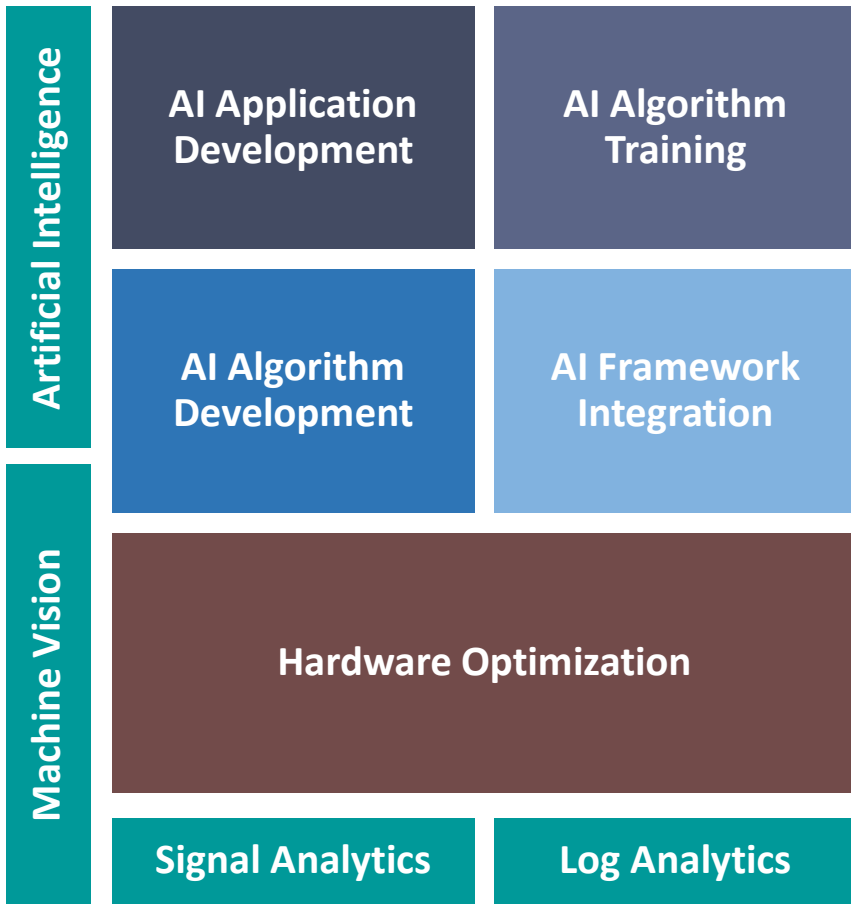 Artificial Intelligence
AI Application
Development
AI Algorithm
Training
AI Algorithm
Development
AI Framework
Integration
Machine Vision
Hardware Optimization
Signal Analytics
Log Analytics